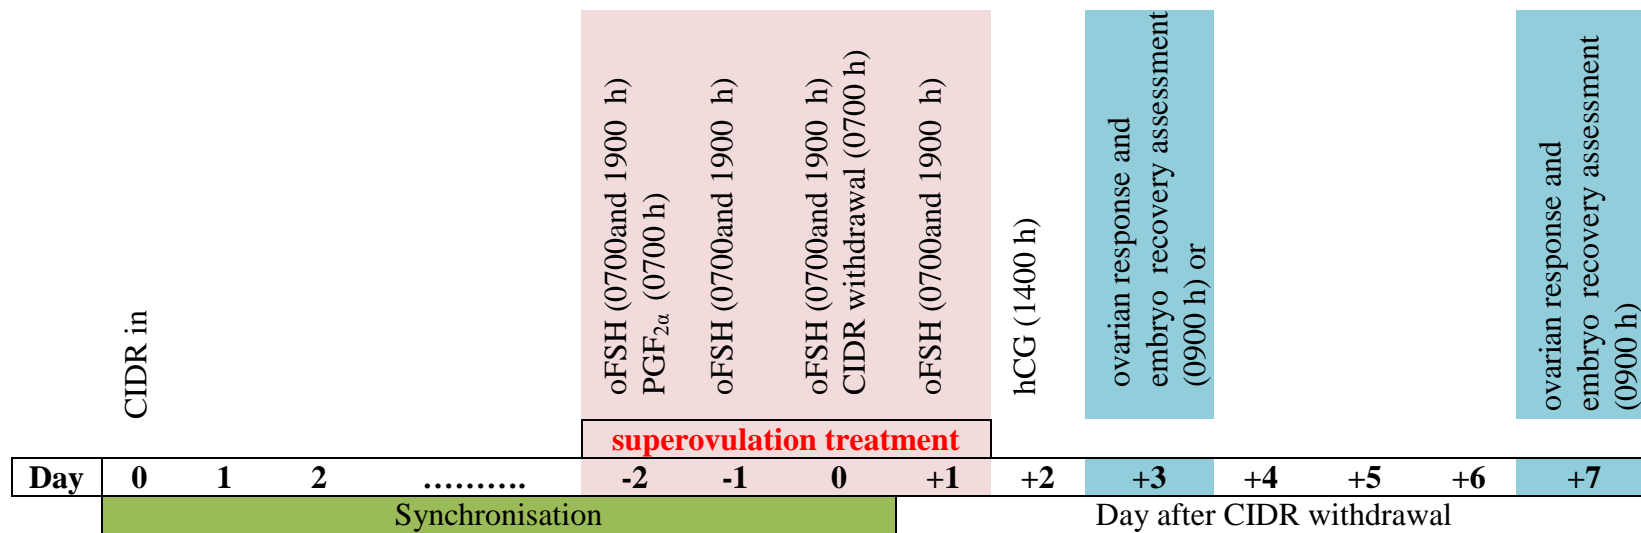 CIDR in
oFSH (0700and 1900  h)
PGF2α (0700 h)
oFSH (0700and 1900  h)
oFSH (0700and 1900  h)
CIDR withdrawal (0700 h)
oFSH (0700and 1900 h)
hCG (1400 h)
ovarian response and
embryo recovery assessment
(0900 h) or
ovarian response and
embryo recovery assessment
(0900 h)
superovulation treatment
Day 0 1 2 ………. -2 -1 0 +1 +2 +3 +4 +5 +6 +7
Synchronisation Day after CIDR withdrawal